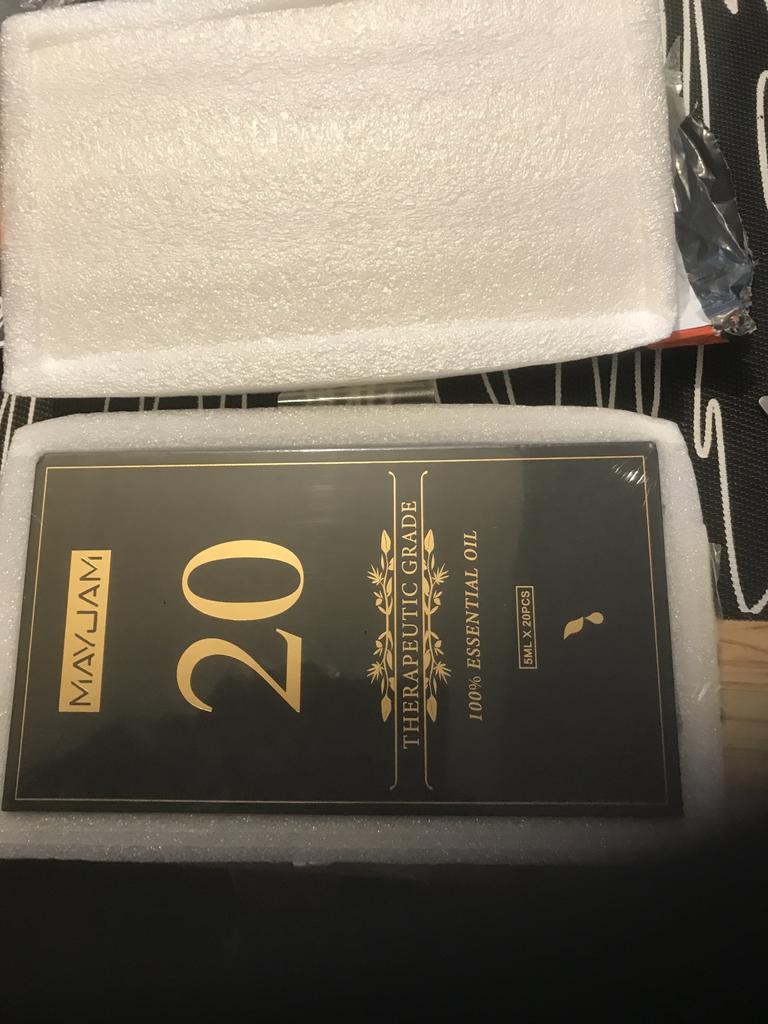 MAYJAM
20
THERAPEUTIC GRADE
100% ESSENTIAL OIL
5ML X 20PCS